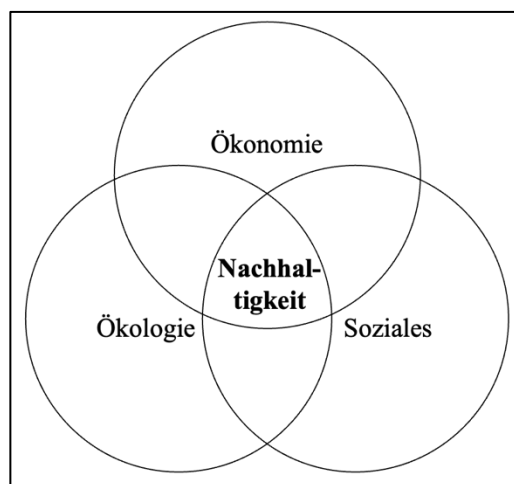 Ökonomie
Nachhal-
tigkeit
Ökologie
Soziales